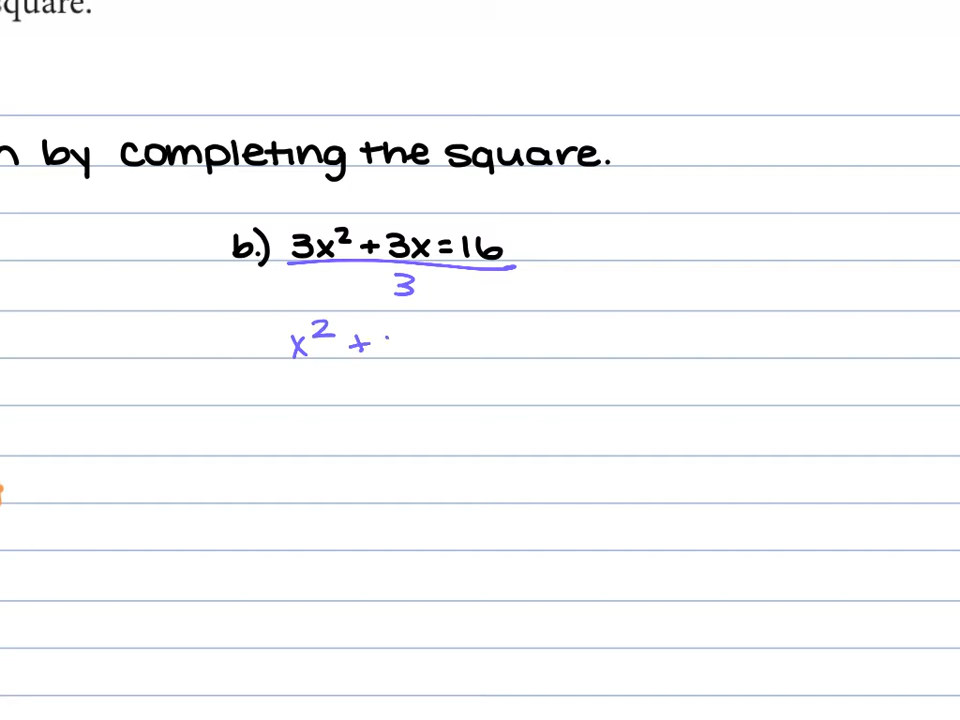 square.
by completing the square.
b.) 3x² + 3x = 16
3
x² +